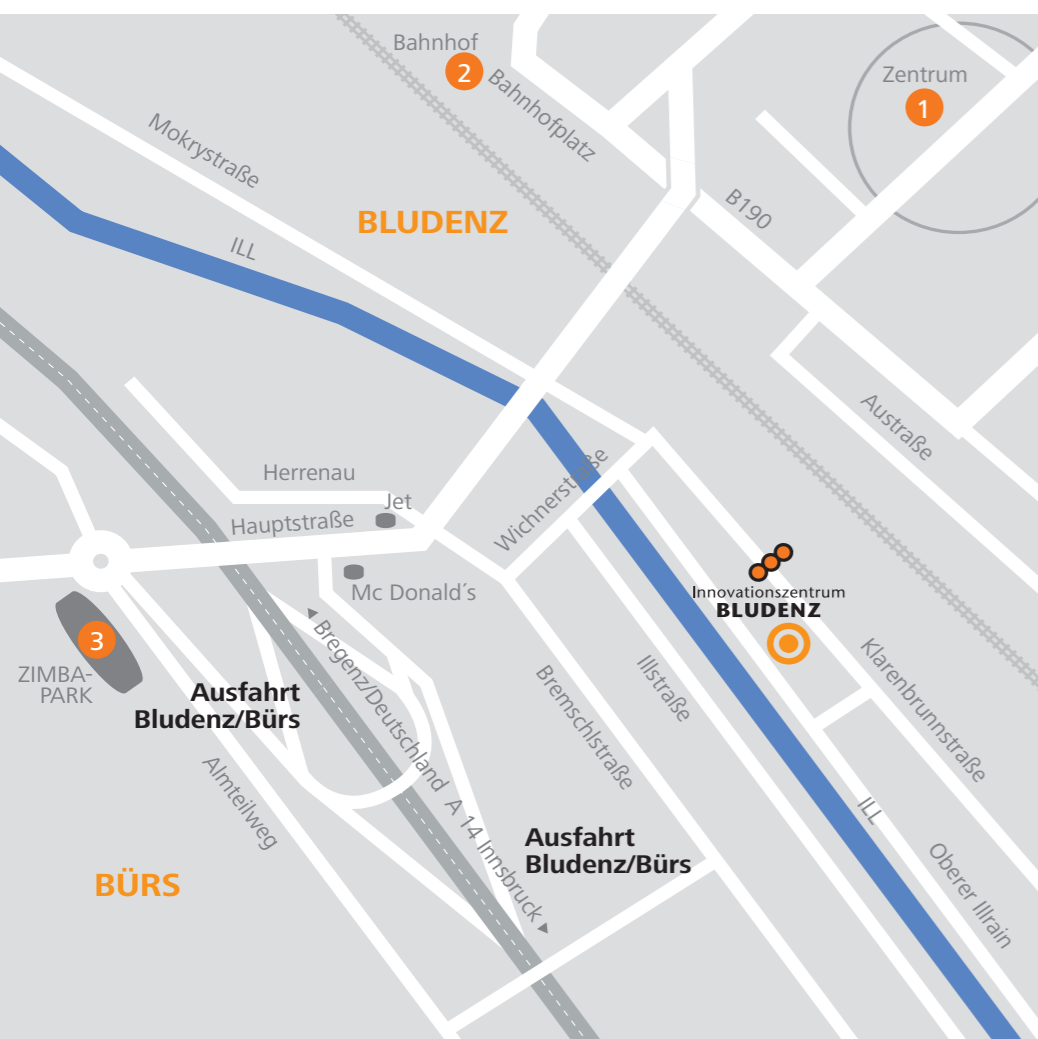 Bahnhof
2
Bahnhofplatz
Zentrum
1
Mokrystraße
BLUDENZ
B190
ILL
Austraße
Herrenau
Jet
Hauptstraße
Wichnerstraße
Mc Donald´s
Innovationszentrum
BLUDENZ
3
ZIMBA-
PARK
Ausfahrt
Bludenz/Bürs
Bregenz/Deutschland A 14 Innsbruck
Illstraße
Klarenbrunnstraße
Bremschlstraße
Almteilweg
ILL
Ausfahrt
Bludenz/Bürs
Oberer Illrain
BÜRS